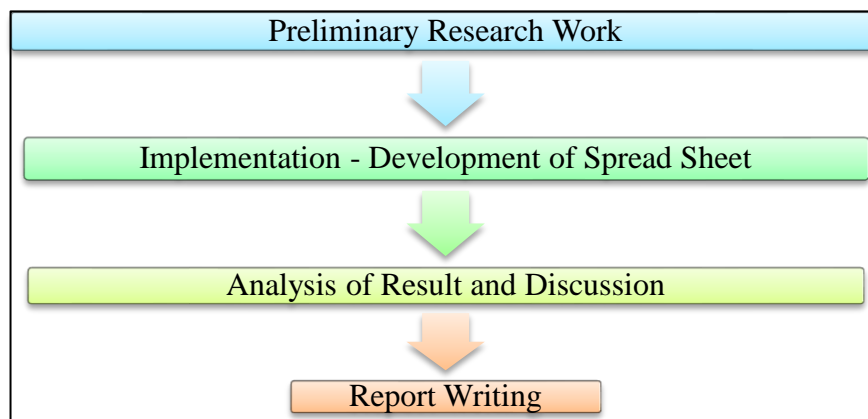 Preliminary Research Work
Implementation - Development of Spread Sheet
Analysis of Result and Discussion
Report Writing